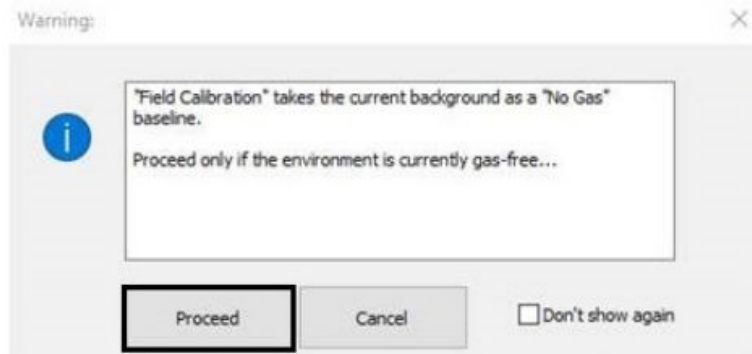 Warning:
"Field Calibration" takes the current background as a "No Gas"
baseline.
Proceed only if the environment is currently gas-free...
Proceed
Cancel
Don't show again